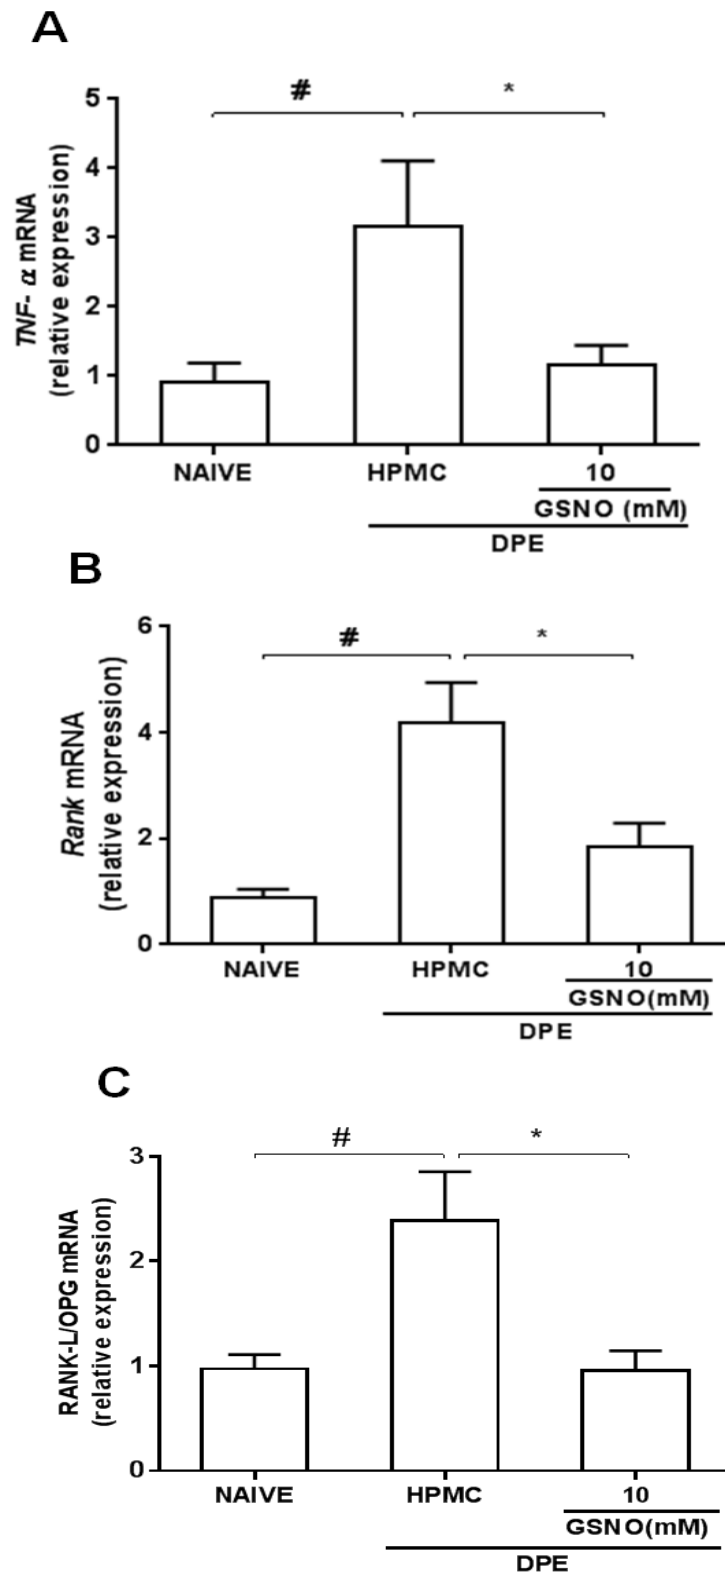 A
TNF- α mRNA
(relative expression)
5
4
3
2
1
0
#
*
NAIVE
HPMC
10
GSNO (mM)
DPE
B
Rank mRNA
(relative expression)
6
4
2
0
#
*
NAIVE
HPMC
10
GSNO(mM)
DPE
C
RANK-L/OPG mRNA
(relative expression)
3
2
1
0
#
*
NAIVE
HPMC
10
GSNO(mM)
DPE